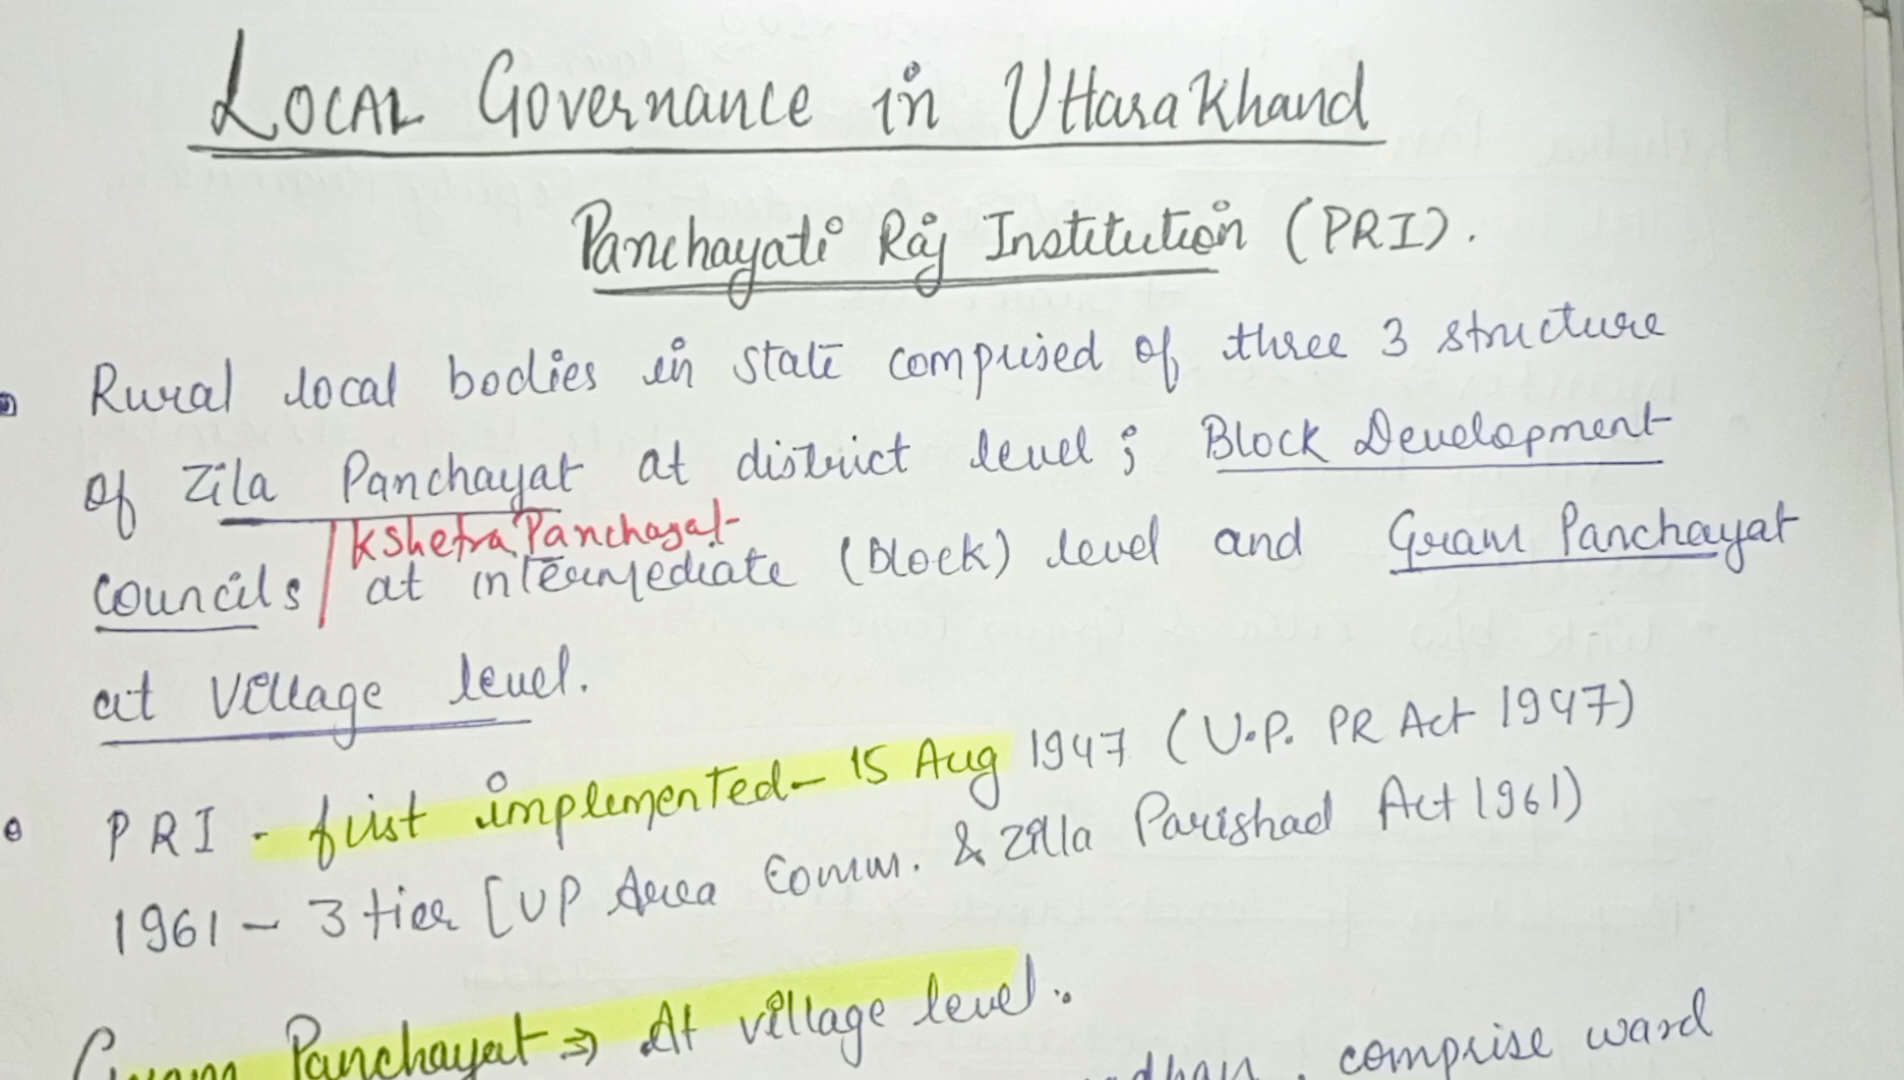 Local Governance in Uttarakhand
Panchayati Raj Institution (PRI).
Rural local bodies in state comprised of three 3 structure
of Zila Panchayat at district level ; Block Development
Kshetra Panchayat
councils / at intermediate (Block) level and Gram Panchayat
at village level.
PRI - first implemented - 15 Aug 1947 (U.P. PR Act 1947)
1961 - 3 tier [UP Area Comm. & Zilla Parishad Act 1961)
Gram Panchayat ⇒ At village level.
comprise ward